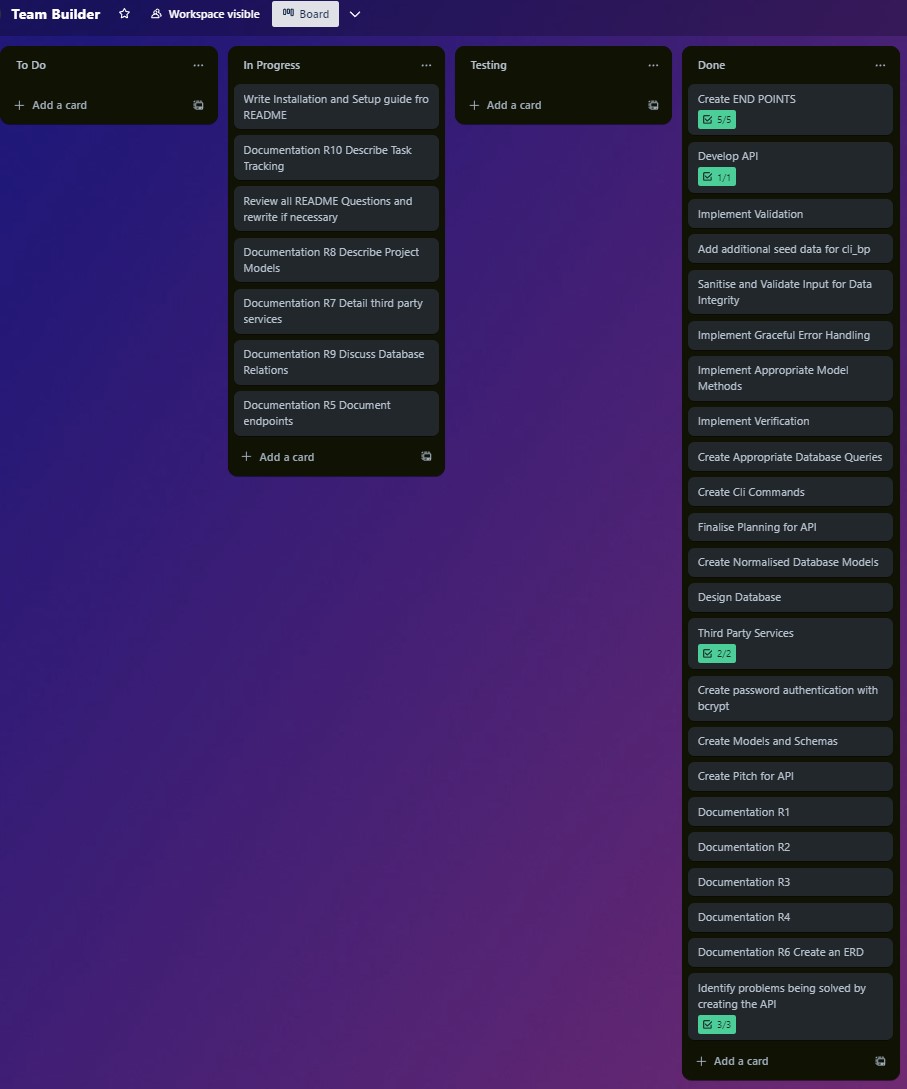 Team Builder
Workspace visible
Board
To Do
Add a card
In Progress
Write Installation and Setup guide fro
README
Documentation R10 Describe Task
Tracking
Review all README Questions and
rewrite if necessary
Documentation R8 Describe Project
Models
Documentation R7 Detail third party
services
Documentation R9 Discuss Database
Relations
Documentation R5 Document
endpoints
Add a card
Testing
Add a card
Done
Create END POINTS
5/5
Develop API
1/1
Implement Validation
Add additional seed data for cli_bp
Sanitise and Validate Input for Data
Integrity
Implement Graceful Error Handling
Implement Appropriate Model
Methods
Implement Verification
Create Appropriate Database Queries
Create Cli Commands
Finalise Planning for API
Create Normalised Database Models
Design Database
Third Party Services
2/2
Create password authentication with
bcrypt
Create Models and Schemas
Create Pitch for API
Documentation R1
Documentation R2
Documentation R3
Documentation R4
Documentation R6 Create an ERD
Identify problems being solved by
creating the API
3/3
Add a card